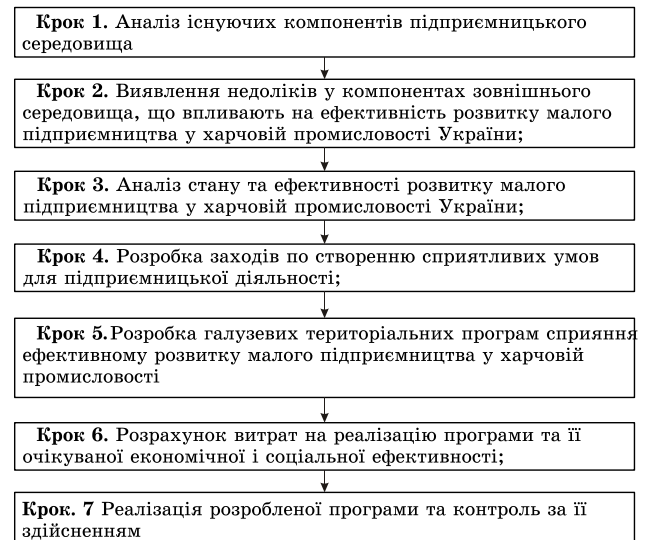 Крок 1. Аналіз існуючих компонентів підприємницького
середовища
Крок 2. Виявлення недоліків у компонентах зовнішнього
середовища, що впливають на ефективність розвитку малого
підприємництва у харчовій промисловості України;
Крок 3. Аналіз стану та ефективності розвитку малого
підприємництва у харчовій промисловості України;
Крок 4. Розробка заходів по створенню сприятливих умов
для підприємницької діяльності;
Крок 5.Розробка галузевих територіальних програм сприяння
ефективному розвитку малого підприємництва у харчовій
промисловості
Крок 6. Розрахунок витрат на реалізацію програми та її
очікуваної економічної і соціальної ефективності;
Крок. 7 Реалізація розробленої програми та контроль за її
здійсненням